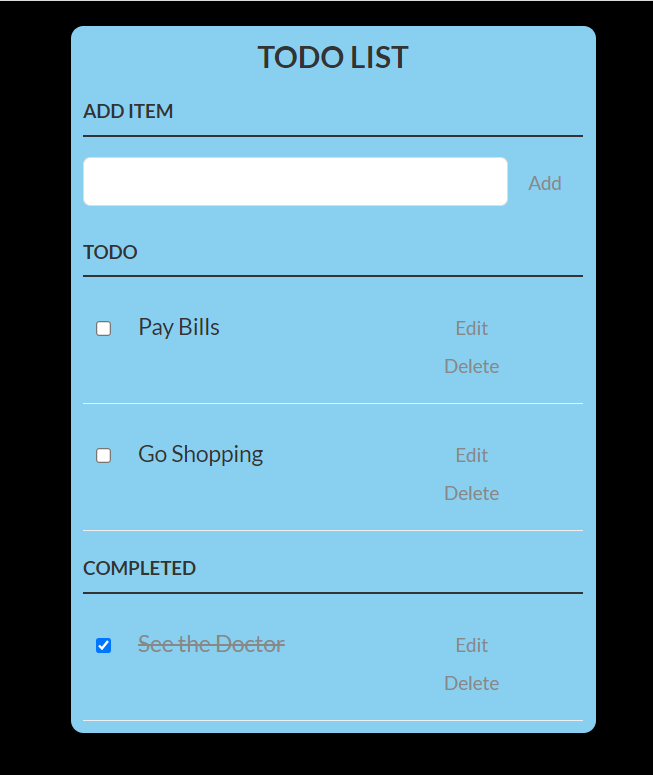 TODO LIST
ADD ITEM
Add
TODO
Pay Bills Edit
Delete
Go Shopping Edit
Delete
COMPLETED
See the Doctor Edit
Delete